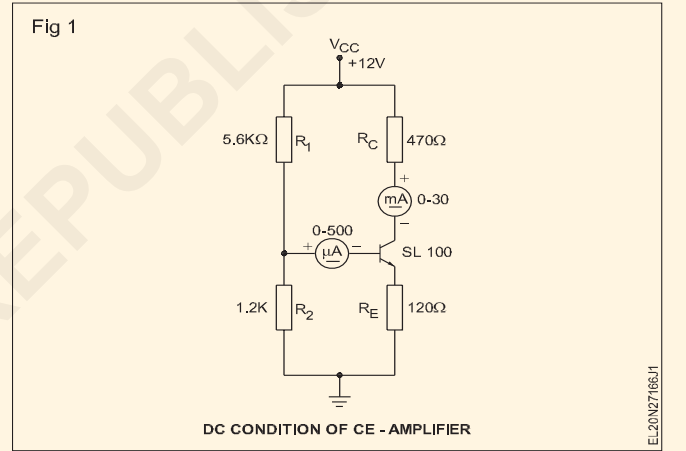 Fig 1
VCC
+12V
5.6KΩ R1
RC 470Ω
+
mA 0-30
−
0-500
+ µA −
SL 100
1.2K R2
RE 120Ω
DC CONDITION OF CE - AMPLIFIER
EL20N27166J1
REPUBLIS